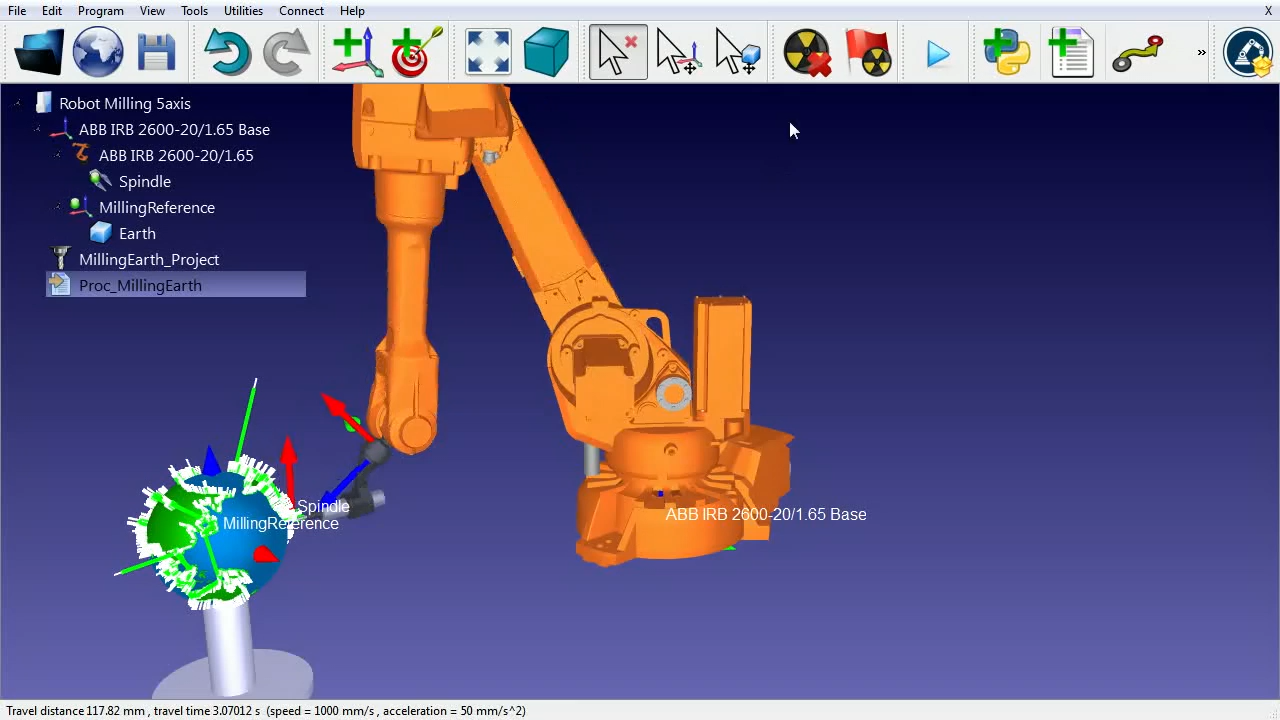 File Edit Program View Tools Utilities Connect Help X
»
Robot Milling 5axis
ABB IRB 2600-20/1.65 Base
ABB IRB 2600-20/1.65
Spindle
MillingReference
Earth
MillingEarth_Project
Proc_MillingEarth
Spindle
MillingReference
ABB IRB 2600-20/1.65 Base
Travel distance 117.82 mm , travel time 3.07012 s (speed = 1000 mm/s , acceleration = 50 mm/s^2)